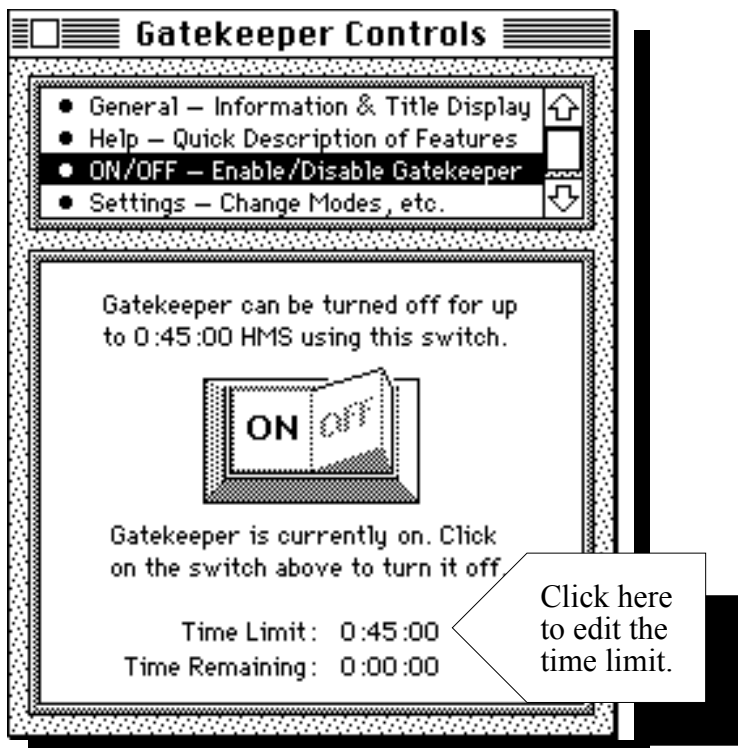 Gatekeeper Controls
• General – Information & Title Display
• Help – Quick Description of Features
• ON/OFF – Enable/Disable Gatekeeper
• Settings – Change Modes, etc.
Gatekeeper can be turned off for up
to 0:45:00 HMS using this switch.
ON OFF
Gatekeeper is currently on. Click
on the switch above to turn it off.
Time Limit: 0:45:00
Time Remaining: 0:00:00
Click here
to edit the
time limit.